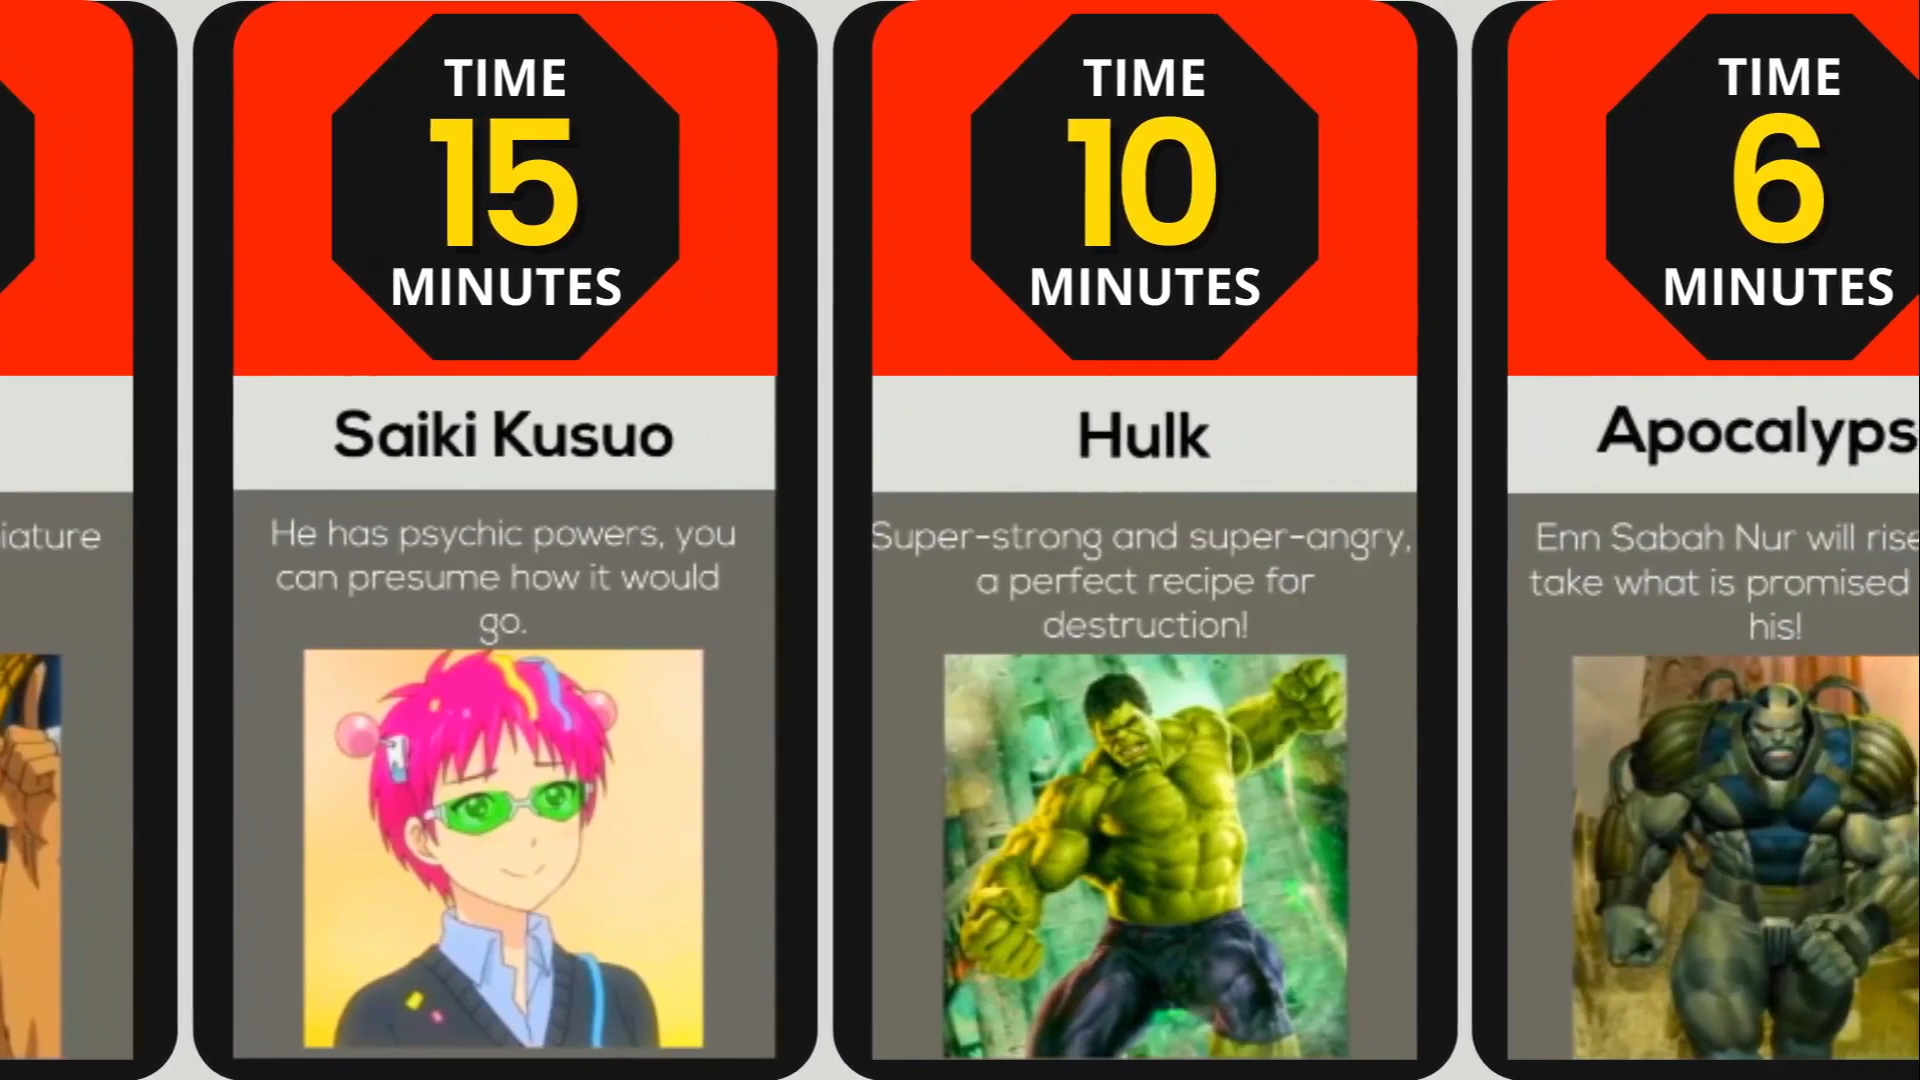 iature
TIME
15
MINUTES
Saiki Kusuo
He has psychic powers, you
can presume how it would
go.
TIME
10
MINUTES
Hulk
Super-strong and super-angry,
a perfect recipe for
destruction!
TIME
6
MINUTES
Apocalyps
Enn Sabah Nur will rise
take what is promised
his!